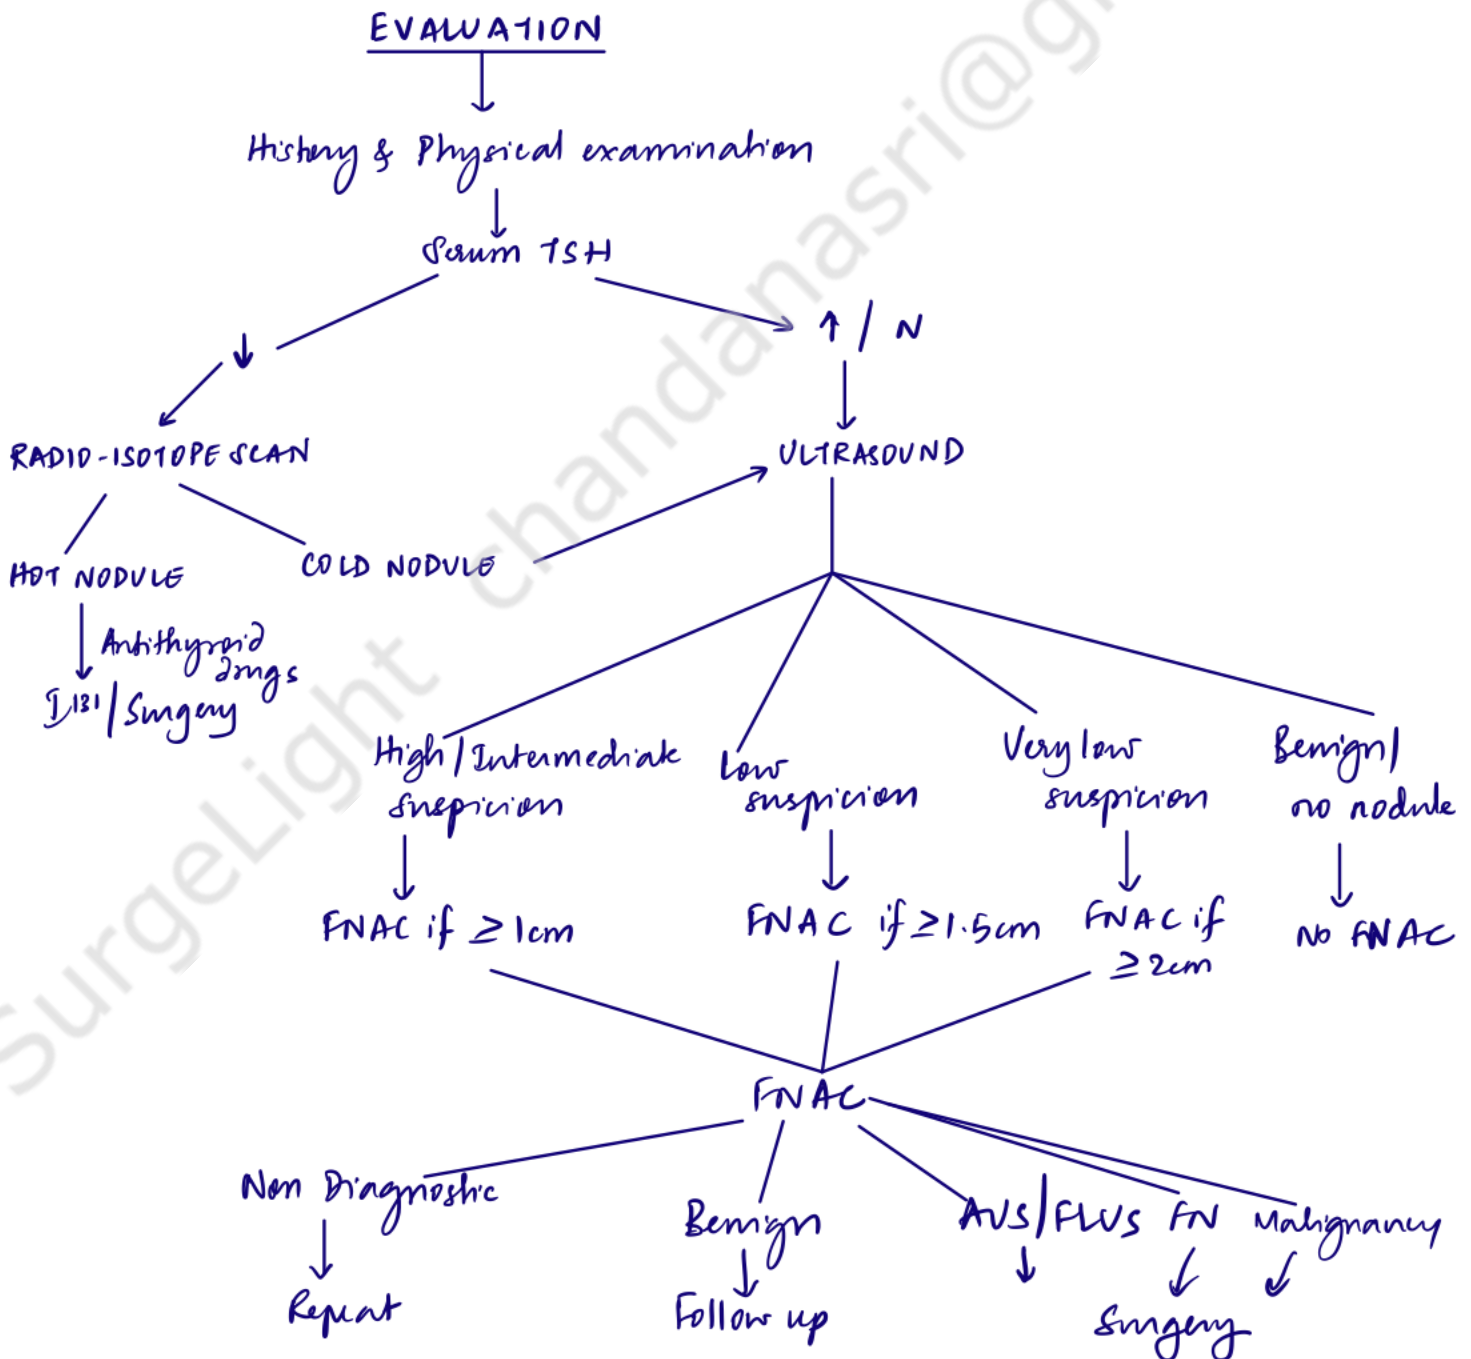 EVALUATION
History & Physical examination
Serum TSH
↓
↑ / N
RADIO-ISOTOPE SCAN
ULTRASOUND
HOT NODULE
COLD NODULE
Antithyroid
drugs
I131/Surgery
High/Intermediate
suspicion
Low
suspicion
Very low
suspicion
Benign/
no nodule
FNAC if ≥ 1cm
FNAC if ≥1.5cm
FNAC if
≥2cm
No FNAC
FNAC
Non Diagnostic
Benign
AUS/FLUS
FN
Malignancy
Repeat
Follow up
Surgery
SurgeLight chandanasri@g